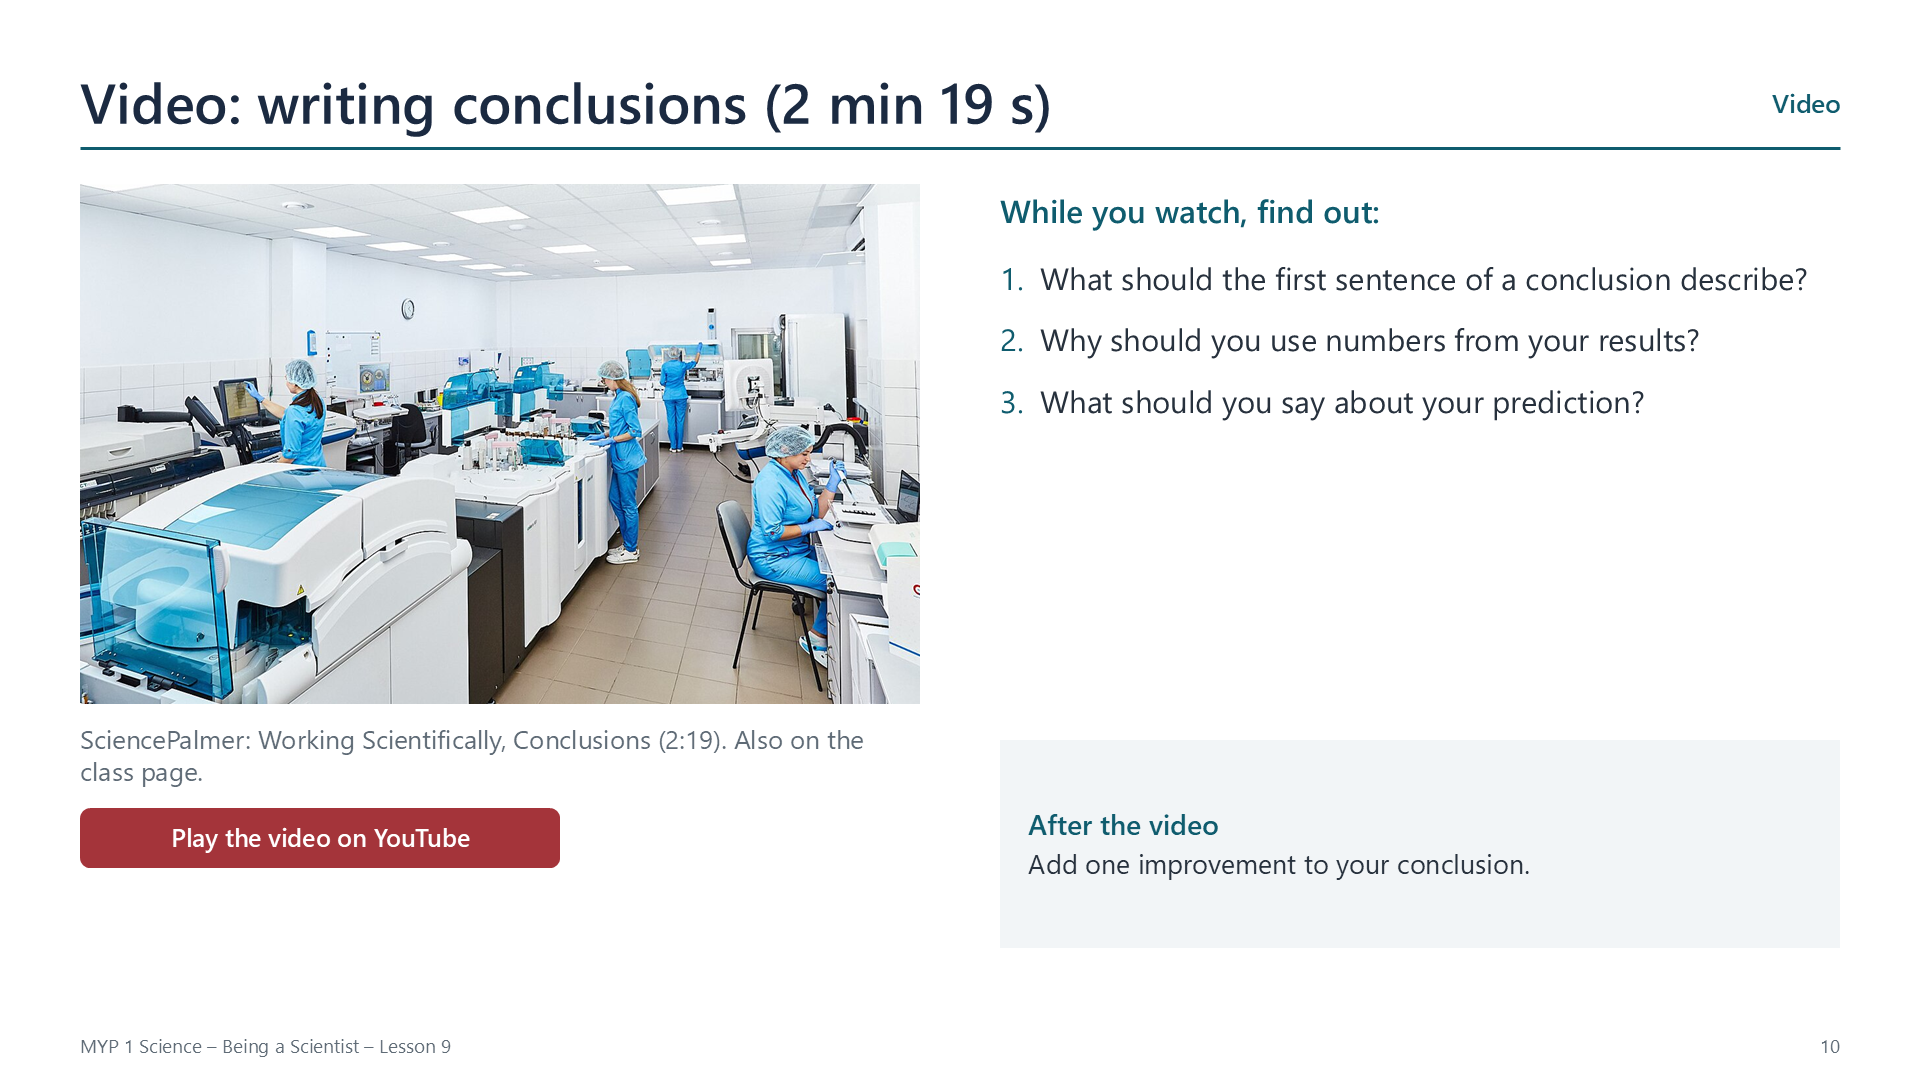 Video: writing conclusions (2 min 19 s)
Video
While you watch, find out:
1. What should the first sentence of a conclusion describe?
2. Why should you use numbers from your results?
3. What should you say about your prediction?
SciencePalmer: Working Scientifically, Conclusions (2:19). Also on the
class page.
Play the video on YouTube
After the video
Add one improvement to your conclusion.
MYP 1 Science – Being a Scientist – Lesson 9
10